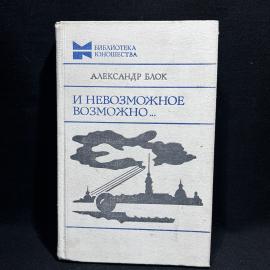 БИБЛИОТЕКА
ЮНОШЕСТВА
АЛЕКСАНДР БЛОК
И НЕВОЗМОЖНОЕ
ВОЗМОЖНО...